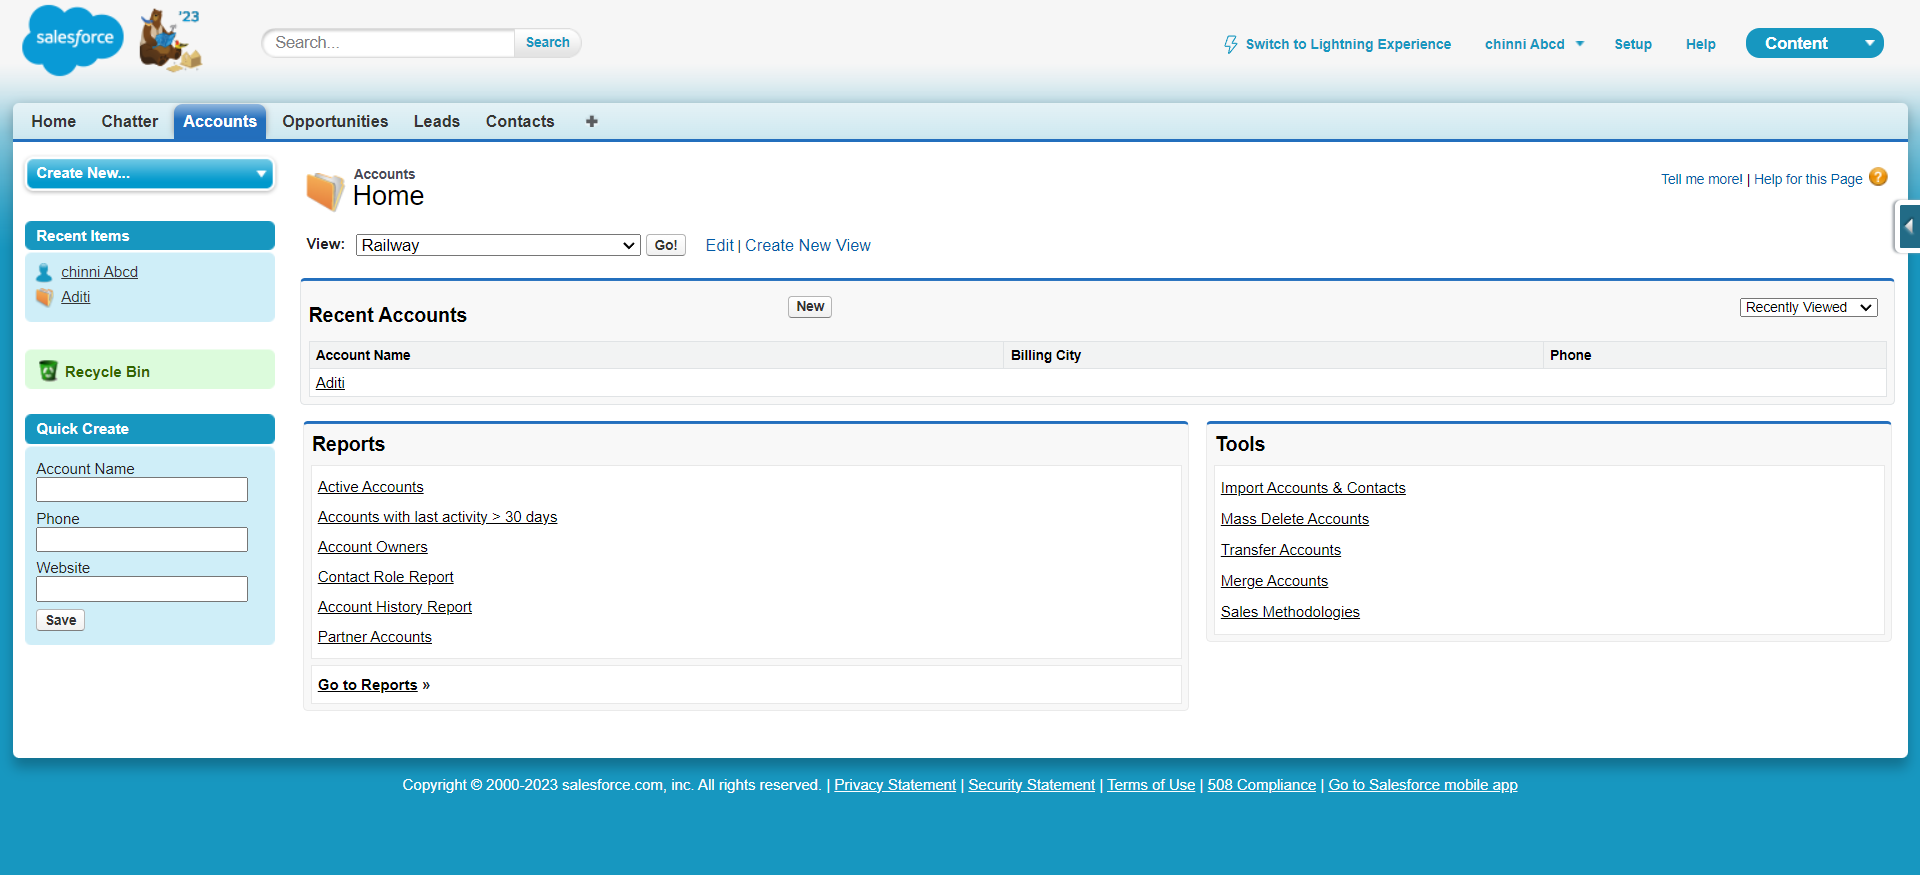 salesforce
'23
Search...
Search
Switch to Lightning Experience
chinni Abcd
Setup
Help
Content
Home
Chatter
Accounts
Opportunities
Leads
Contacts
Create New...
Accounts
Home
Tell me more! | Help for this Page
?
View:
Railway
Go!
Edit | Create New View
Recent Items
chinni Abcd
Aditi
Recycle Bin
Quick Create
Account Name
Phone
Website
Save
Recent Accounts
New
Recently Viewed
Account Name
Billing City
Phone
Aditi
Reports
Active Accounts
Accounts with last activity > 30 days
Account Owners
Contact Role Report
Account History Report
Partner Accounts
Go to Reports »
Tools
Import Accounts & Contacts
Mass Delete Accounts
Transfer Accounts
Merge Accounts
Sales Methodologies
Copyright © 2000-2023 salesforce.com, inc. All rights reserved. | Privacy Statement | Security Statement | Terms of Use | 508 Compliance | Go to Salesforce mobile app